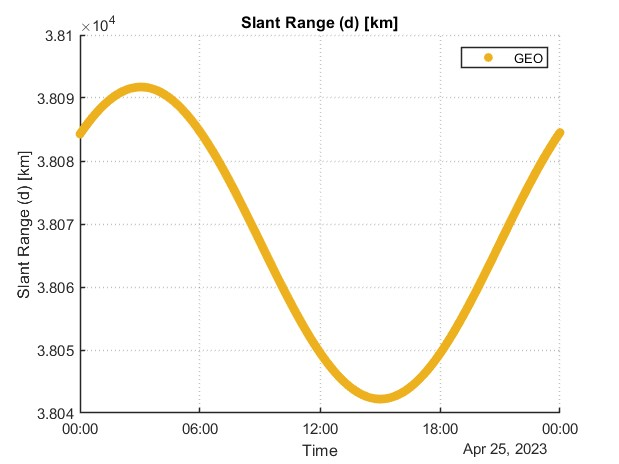 Slant Range (d) [km]
×10⁴
3.81
3.809
3.808
3.807
3.806
3.805
3.804
Slant Range (d) [km]
GEO
00:00 06:00 12:00 18:00 00:00
Time
Apr 25, 2023